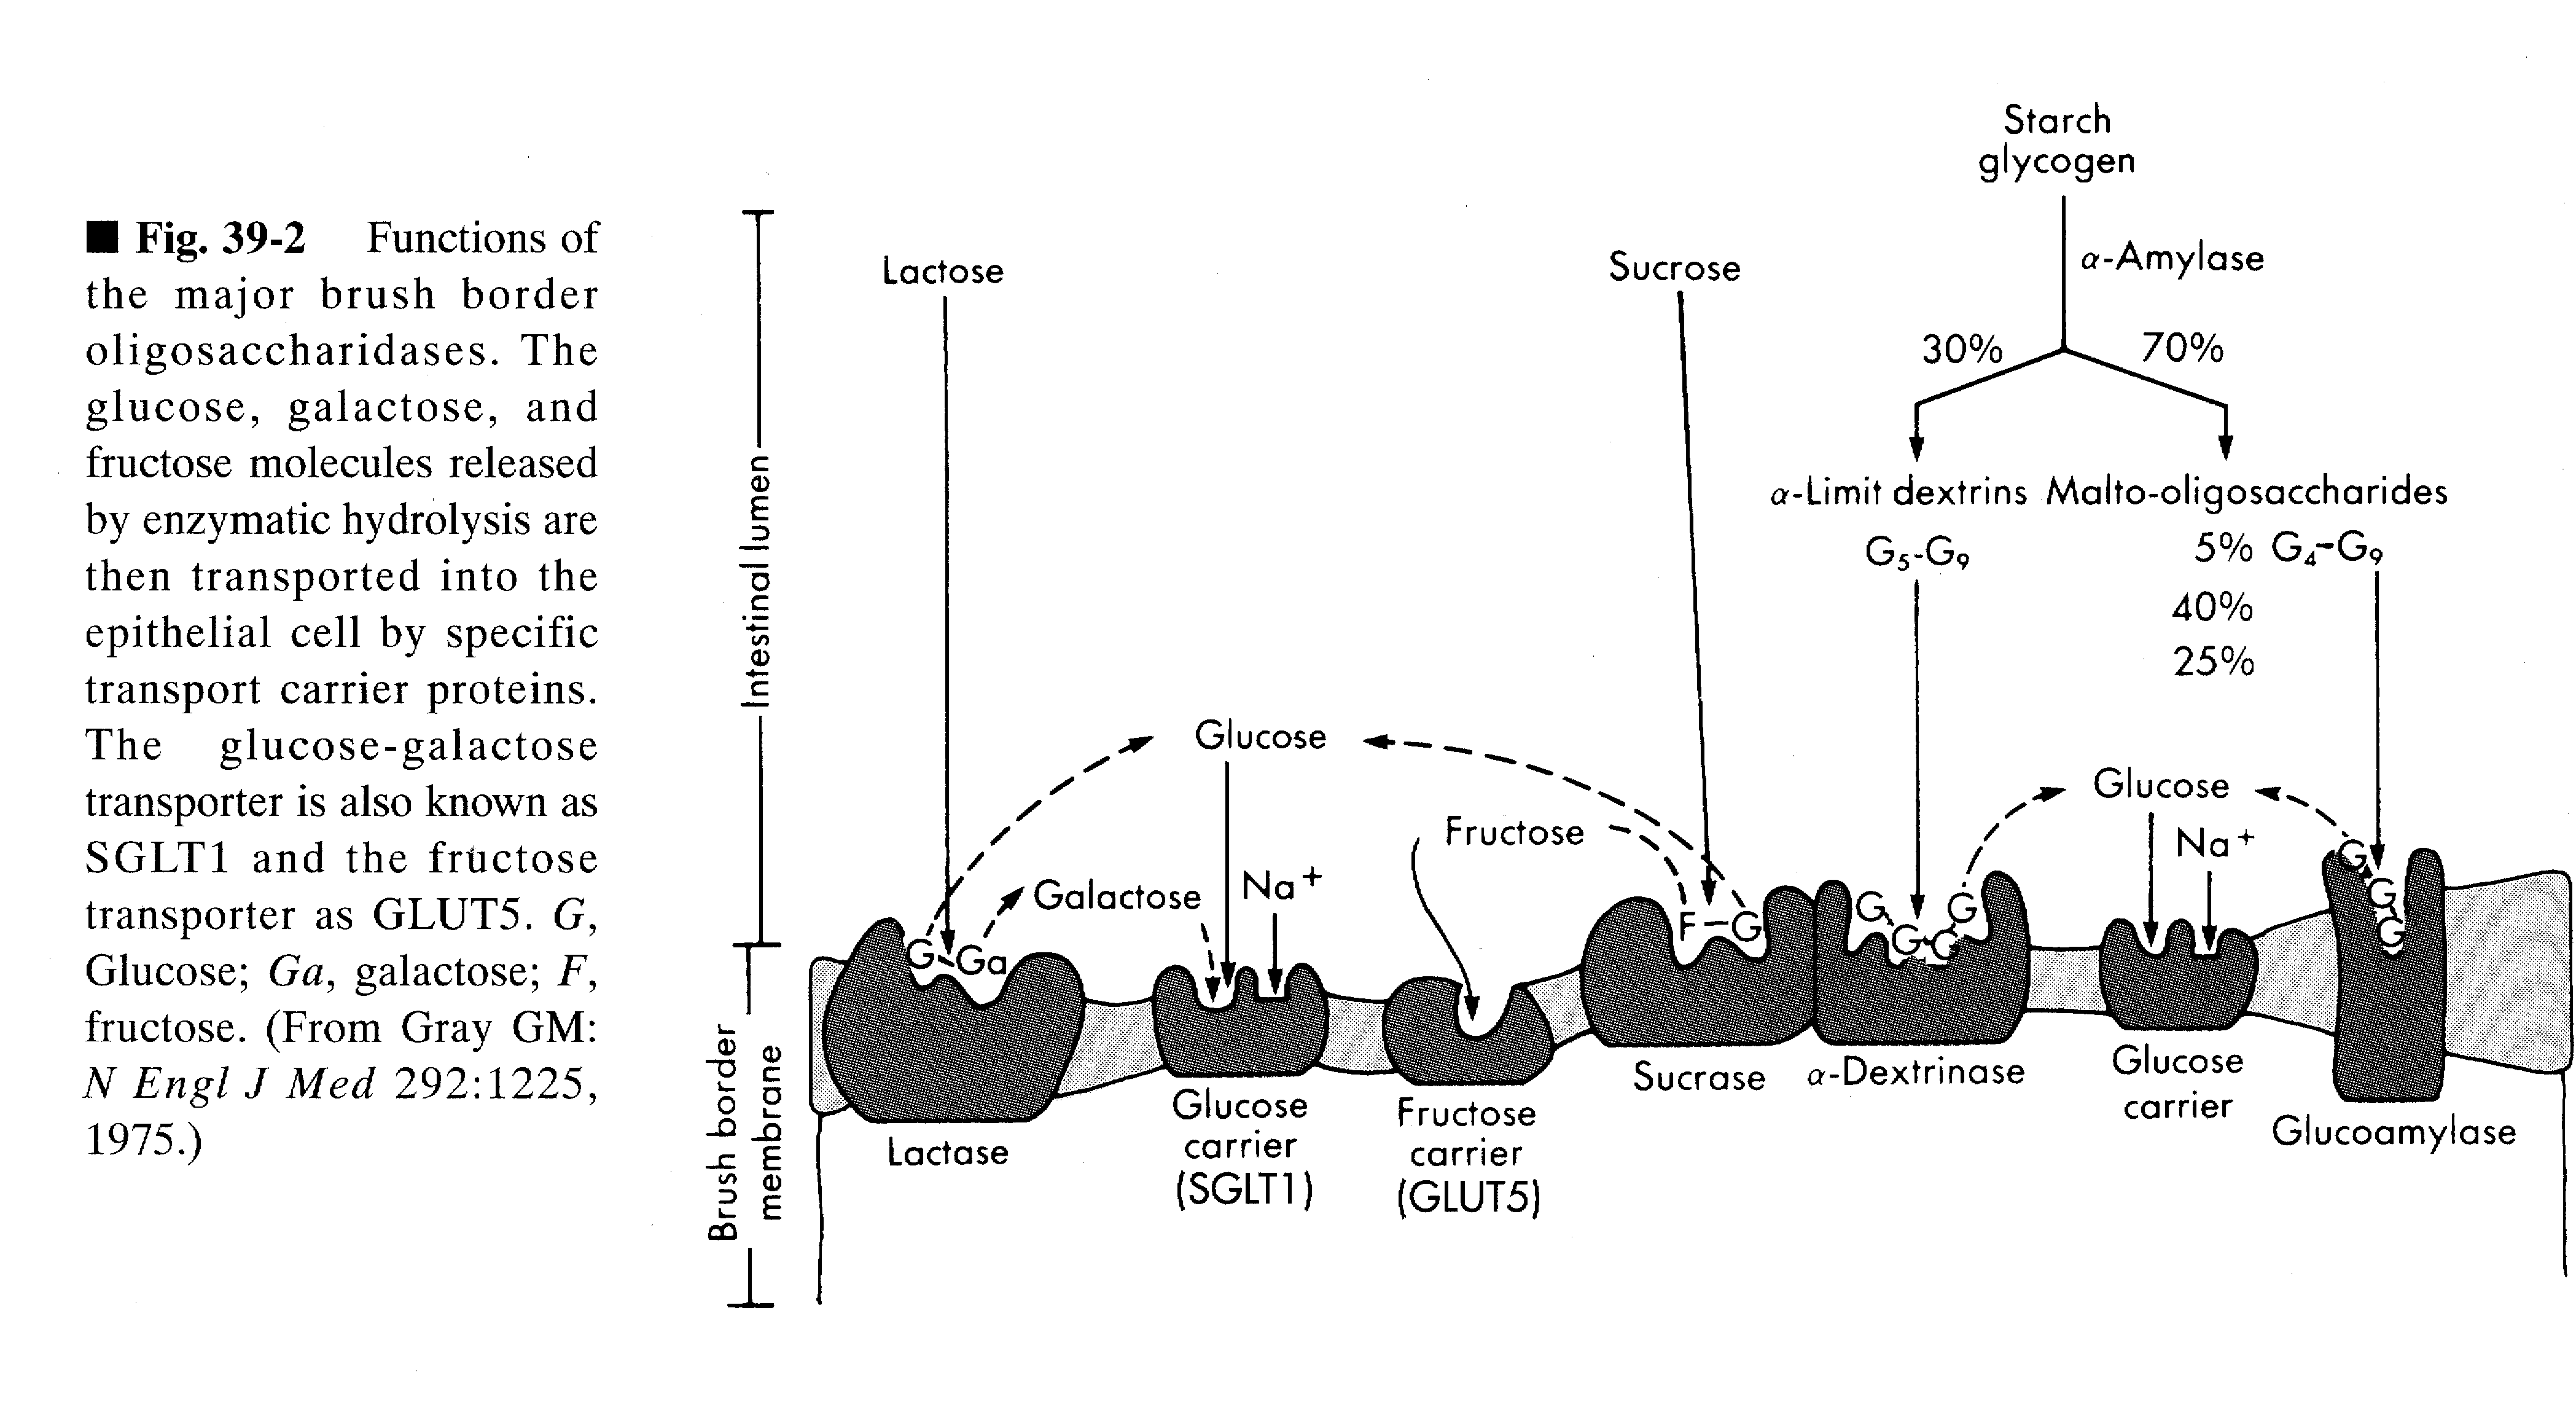 ■ Fig. 39-2 Functions of
the major brush border
oligosaccharidases. The
glucose, galactose, and
fructose molecules released
by enzymatic hydrolysis are
then transported into the
epithelial cell by specific
transport carrier proteins.
The glucose-galactose
transporter is also known as
SGLT1 and the fructose
transporter as GLUT5. G,
Glucose; Ga, galactose; F,
fructose. (From Gray GM:
N Engl J Med 292:1225,
1975.)
Intestinal lumen
Brush border
membrane
Starch
glycogen
α-Amylase
30% 70%
Lactose
Sucrose
α-Limit dextrins Malto-oligosaccharides
G5-G9
5% G4-G9
40%
25%
Glucose
Glucose
Fructose
Na+
Galactose Na+
G-Ga
F-G
G G G G
G G G
Lactase
Glucose
carrier
(SGLT1)
Fructose
carrier
(GLUT5)
Sucrase
α-Dextrinase
Glucose
carrier
Glucoamylase